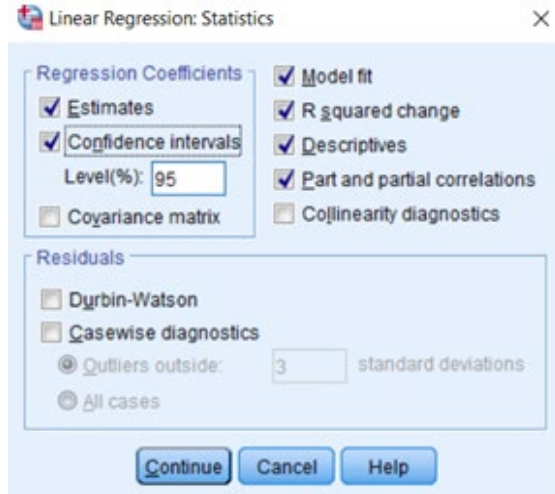 Linear Regression: Statistics
Regression Coefficients
Estimates
Confidence intervals
Level(%): 95
Covariance matrix
Model fit
R squared change
Descriptives
Part and partial correlations
Collinearity diagnostics
Residuals
Durbin-Watson
Casewise diagnostics
Outliers outside: 3 standard deviations
All cases
Continue Cancel Help